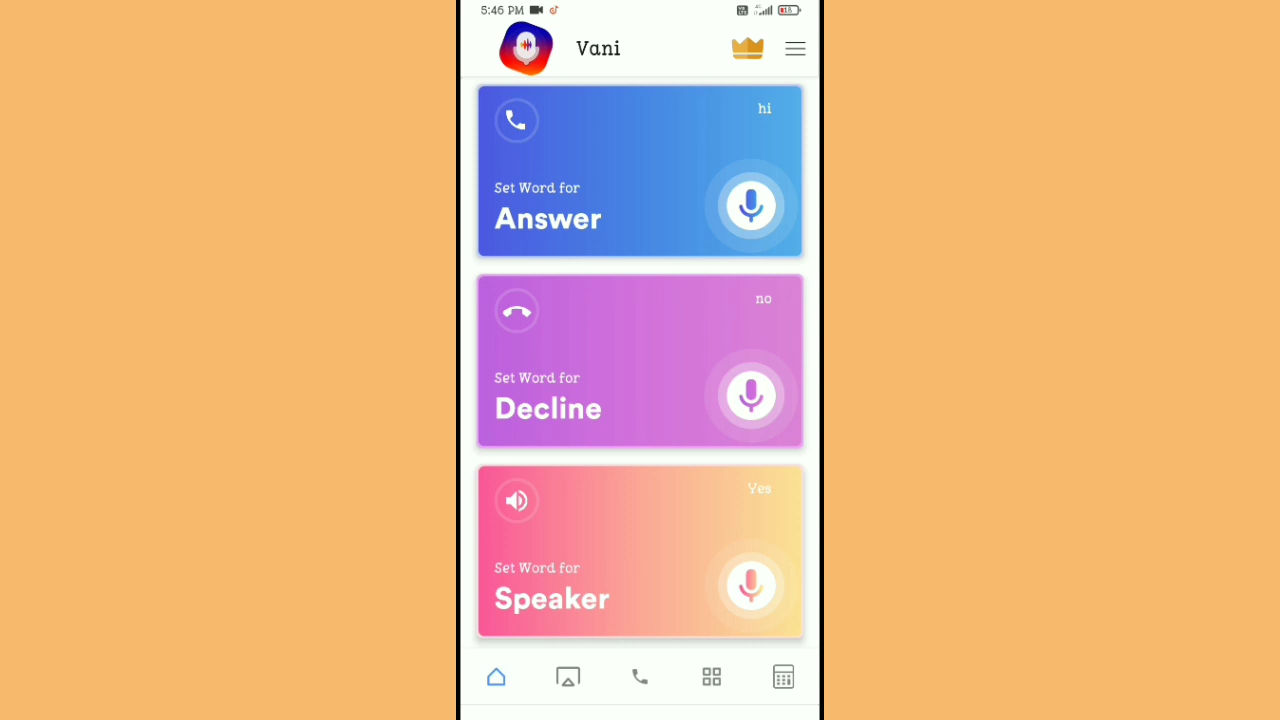 5:46 PM
18
Vani
hi
Set Word for
Answer
no
Set Word for
Decline
Yes
Set Word for
Speaker